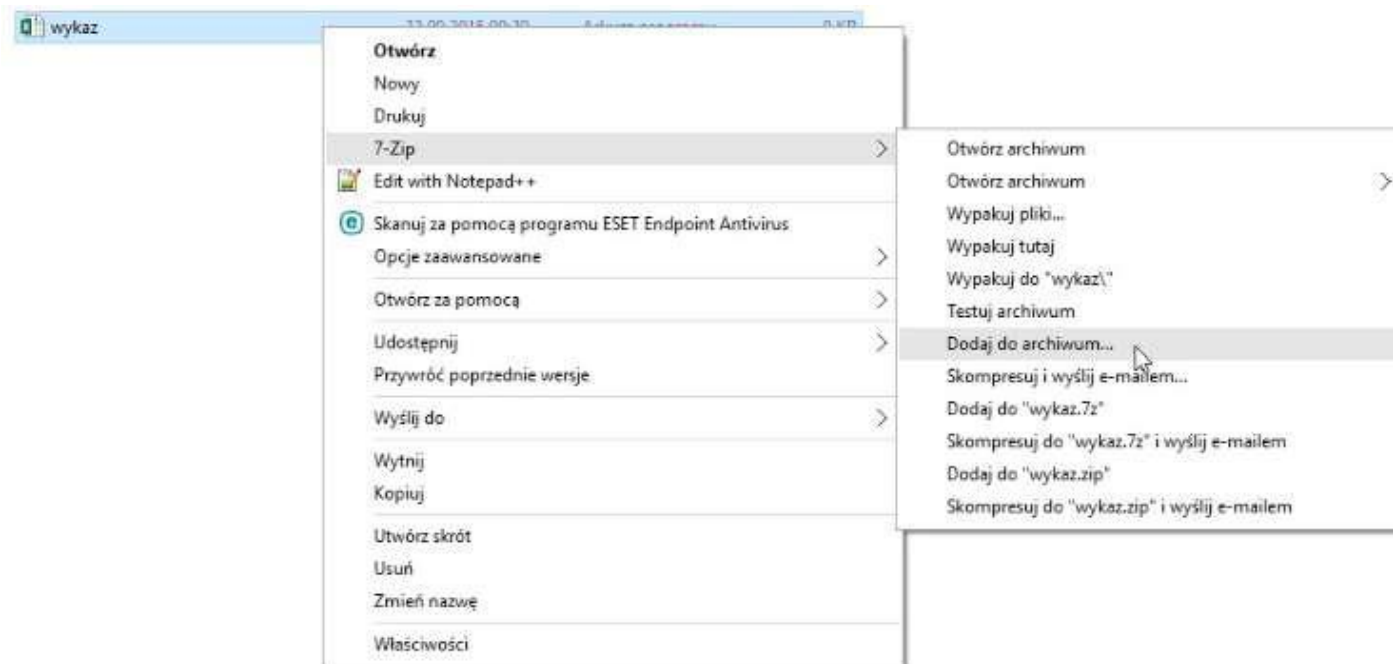 wykaz
Otwórz
Nowy
Drukuj
7-Zip
Edit with Notepad++
Skanuj za pomocą programu ESET Endpoint Antivirus
Opcje zaawansowane
Otwórz za pomocą
Udostępnij
Przywróć poprzednie wersje
Wyślij do
Wytnij
Kopiuj
Utwórz skrót
Usuń
Zmień nazwę
Właściwości
Otwórz archiwum
Otwórz archiwum
Wypakuj pliki...
Wypakuj tutaj
Wypakuj do "wykaz\"
Testuj archiwum
Dodaj do archiwum...
Skompresuj i wyślij e-mailem...
Dodaj do "wykaz.7z"
Skompresuj do "wykaz.7z" i wyślij e-mailem
Dodaj do "wykaz.zip"
Skompresuj do "wykaz.zip" i wyślij e-mailem